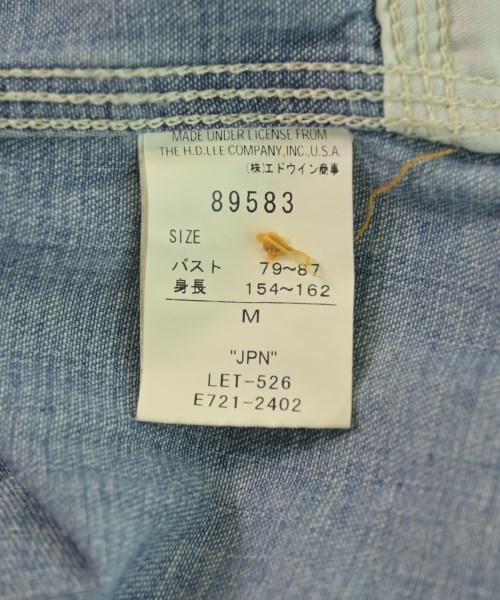 MADE UNDER LICENSE FROM
THE H.D.LEE COMPANY,INC.,U.S.A.
(株)エドウイン商事
89583
SIZE
バスト 79~87
身長 154~162
M
"JPN"
LET-526
E721-2402